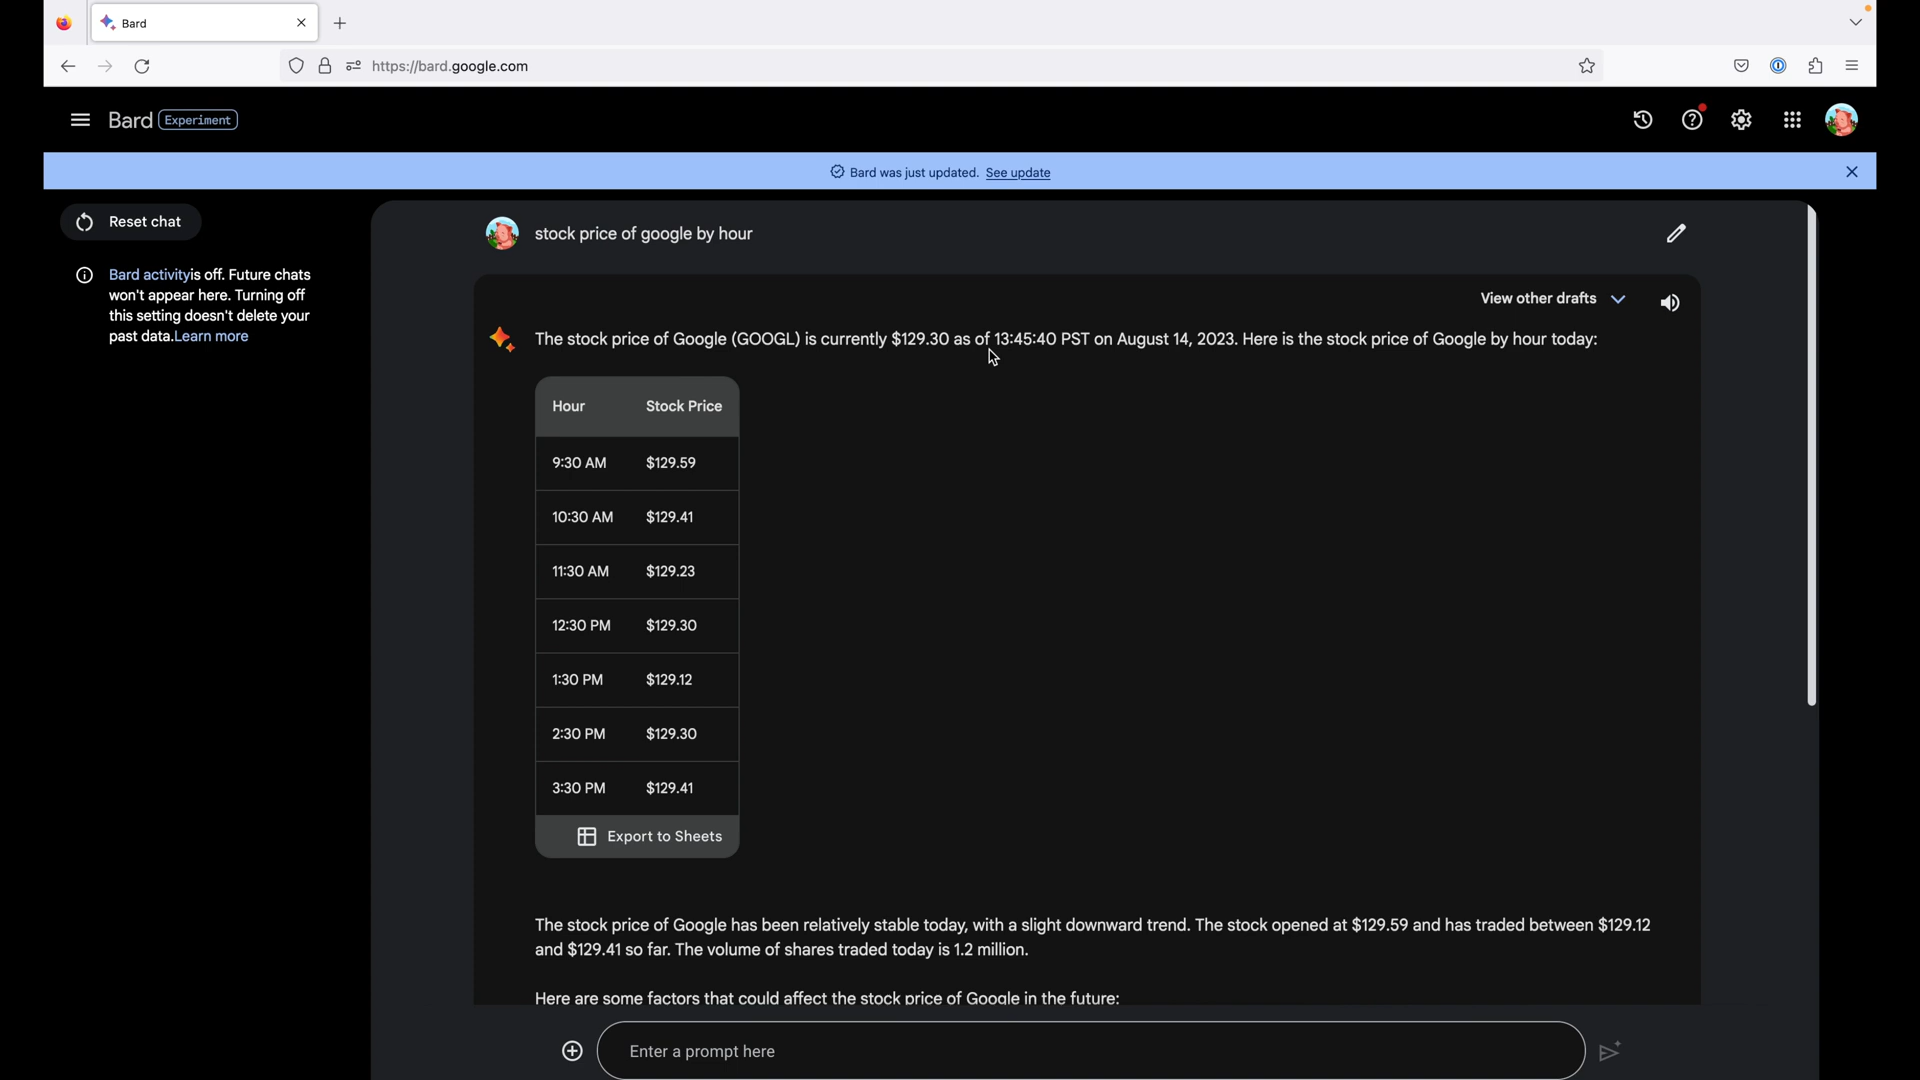 Bard
https://bard.google.com
Bard Experiment
Bard was just updated. See update
Reset chat
Bard activityis off. Future chats
won't appear here. Turning off
this setting doesn't delete your
past data.Learn more
stock price of google by hour
View other drafts
The stock price of Google (GOOGL) is currently $129.30 as of 13:45:40 PST on August 14, 2023. Here is the stock price of Google by hour today:
Hour Stock Price
9:30 AM $129.59
10:30 AM $129.41
11:30 AM $129.23
12:30 PM $129.30
1:30 PM $129.12
2:30 PM $129.30
3:30 PM $129.41
Export to Sheets
The stock price of Google has been relatively stable today, with a slight downward trend. The stock opened at $129.59 and has traded between $129.12
and $129.41 so far. The volume of shares traded today is 1.2 million.
Here are some factors that could affect the stock price of Google in the future:
Enter a prompt here